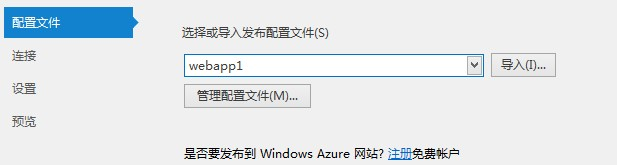 配置文件
选择或导入发布配置文件(S)
连接
webapp1
导入(I)...
设置
管理配置文件(M)...
预览
是否要发布到 Windows Azure 网站? 注册免费帐户